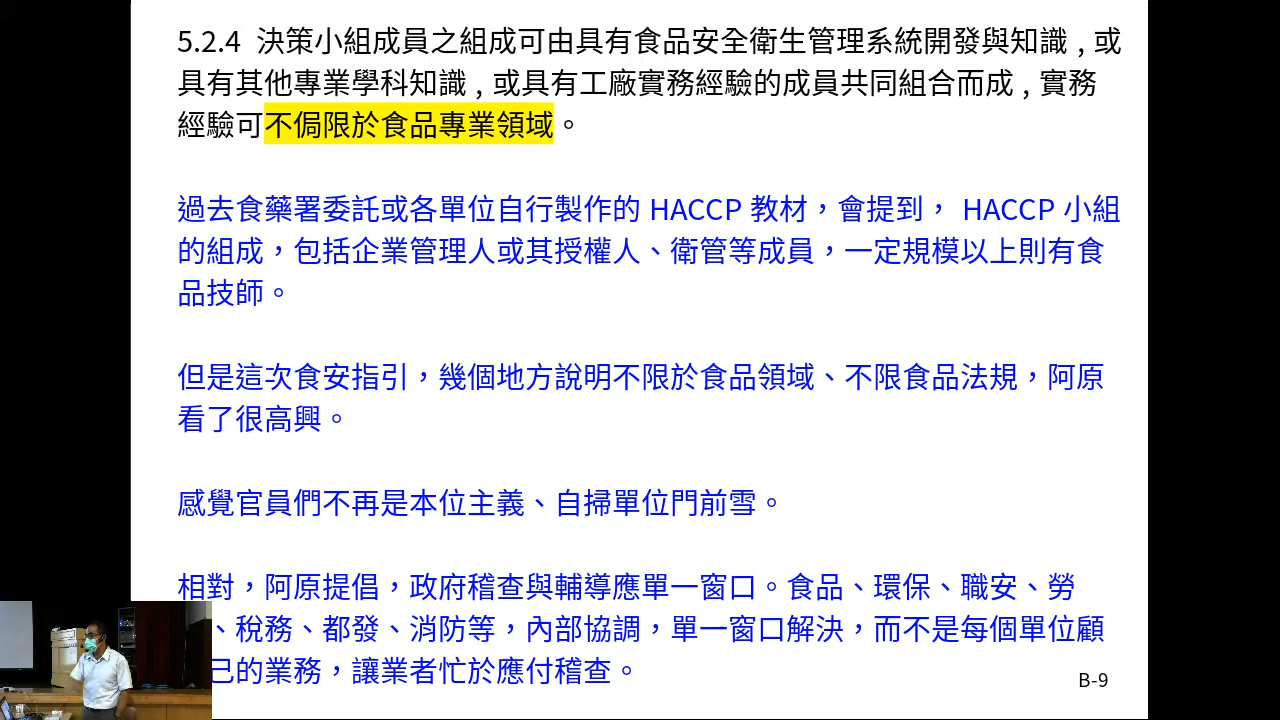 5.2.4 決策小組成員之組成可由具有食品安全衛生管理系統開發與知識 , 或
具有其他專業學科知識 , 或具有工廠實務經驗的成員共同組合而成 , 實務
經驗可不侷限於食品專業領域。
過去食藥署委託或各單位自行製作的 HACCP 教材，會提到， HACCP 小組
的組成，包括企業管理人或其授權人、衛管等成員，一定規模以上則有食
品技師。
但是這次食安指引，幾個地方說明不限於食品領域、不限食品法規，阿原
看了很高興。
感覺官員們不再是本位主義、自掃單位門前雪。
相對，阿原提倡，政府稽查與輔導應單一窗口。食品、環保、職安、勞
、稅務、都發、消防等，內部協調，單一窗口解決，而不是每個單位顧
己的業務，讓業者忙於應付稽查。
B-9